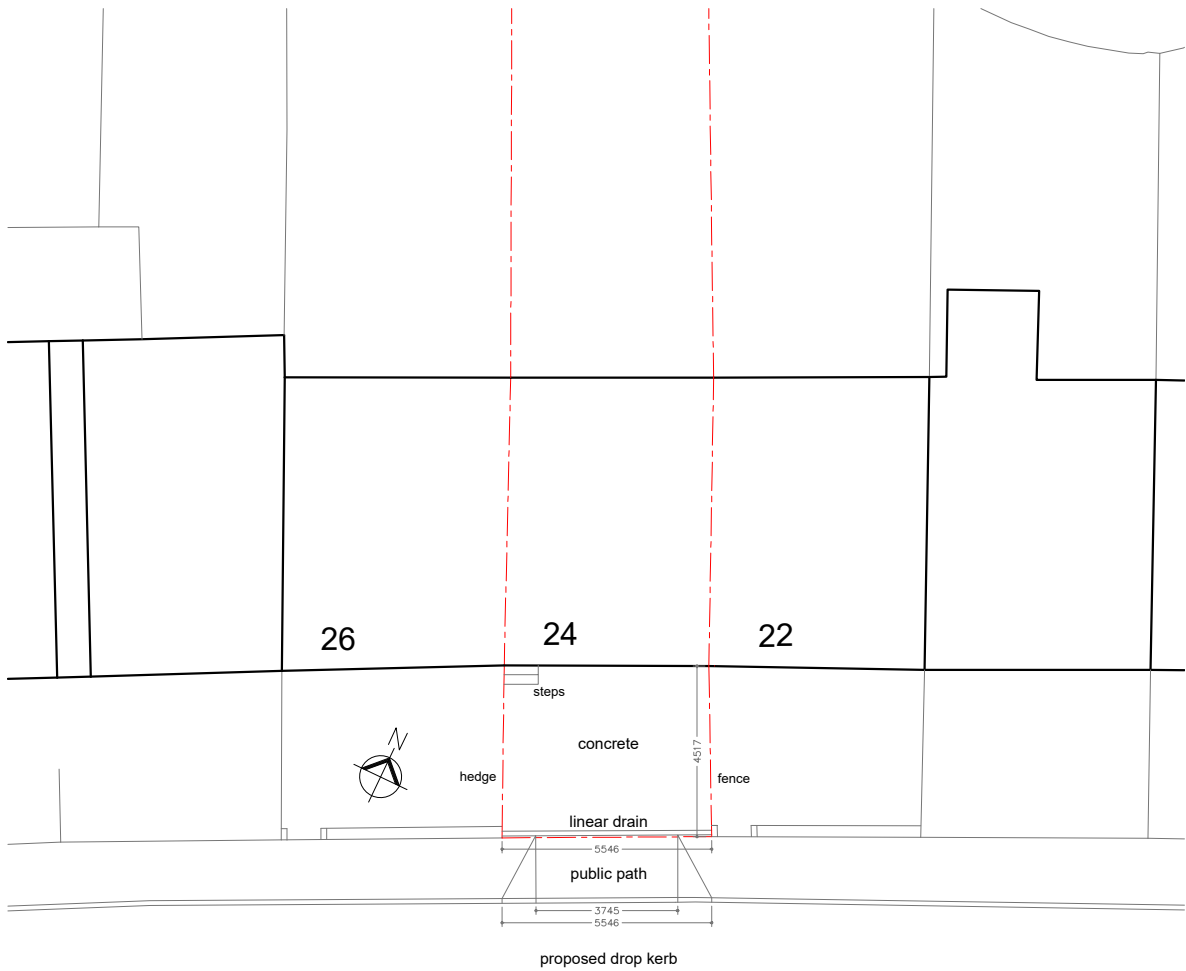 26
24
22
steps
N
concrete
4517
hedge
fence
linear drain
5546
public path
3745
5546
proposed drop kerb